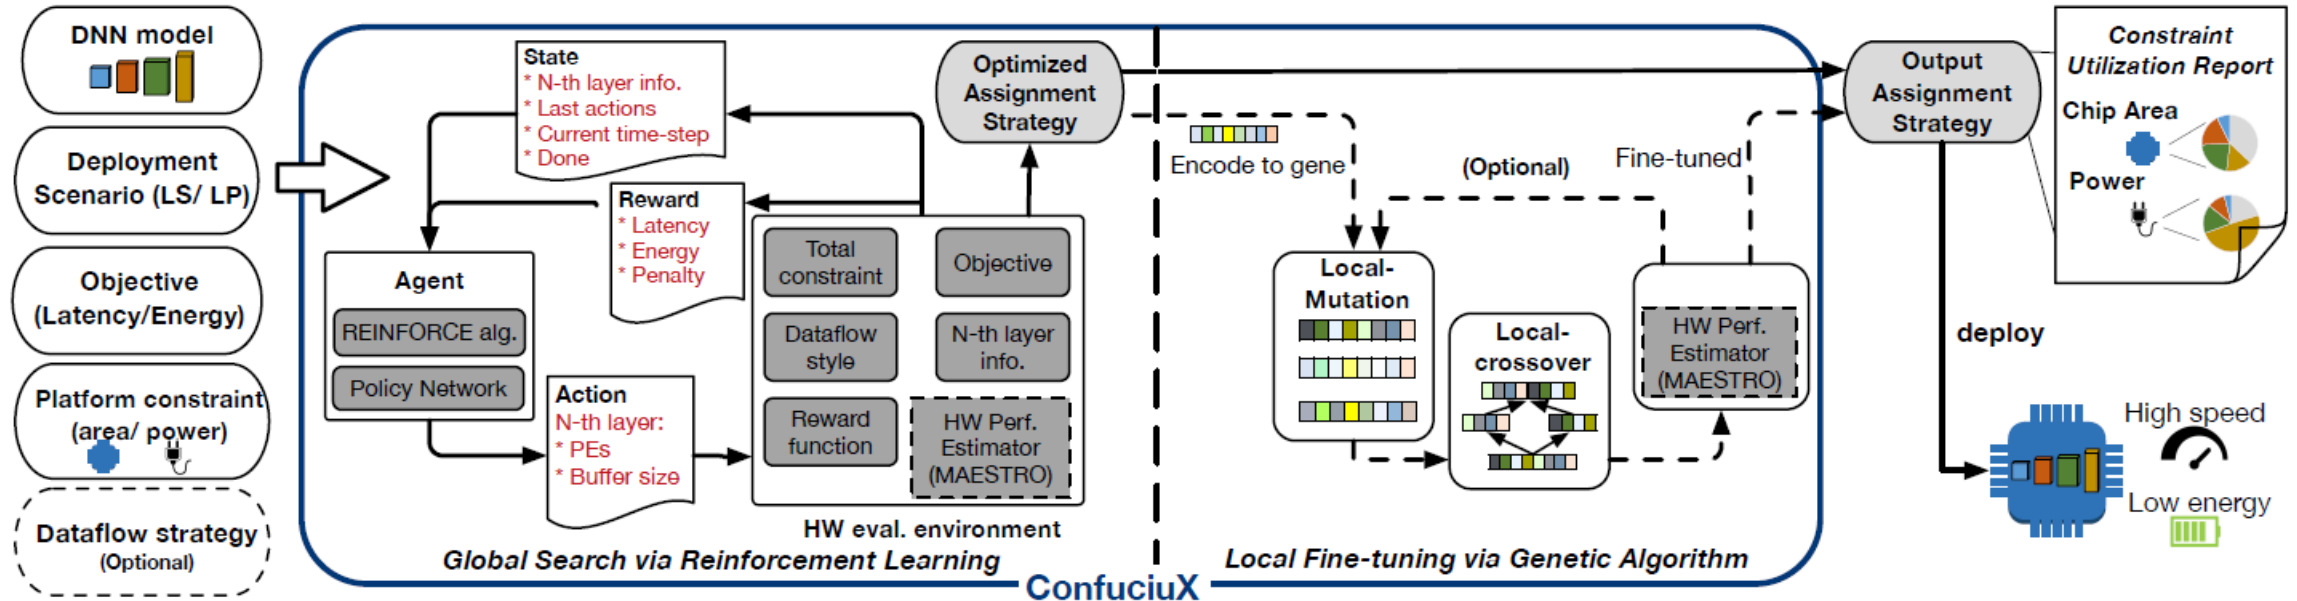 DNN model
Deployment
Scenario (LS/ LP)
Objective
(Latency/Energy)
Platform constraint
(area/ power)
Dataflow strategy
(Optional)
State
* N-th layer info.
* Last actions
* Current time-step
* Done
Reward
* Latency
* Energy
* Penalty
Agent
REINFORCE alg.
Policy Network
Action
N-th layer:
* PEs
* Buffer size
Total
constraint
Objective
Dataflow
style
N-th layer
info.
Reward
function
HW Perf.
Estimator
(MAESTRO)
HW eval. environment
Global Search via Reinforcement Learning
Optimized
Assignment
Strategy
Encode to gene
(Optional)
Fine-tuned
Local-
Mutation
Local-
crossover
HW Perf.
Estimator
(MAESTRO)
Local Fine-tuning via Genetic Algorithm
ConfuciuX
Output
Assignment
Strategy
Constraint
Utilization Report
Chip Area
Power
deploy
High speed
Low energy